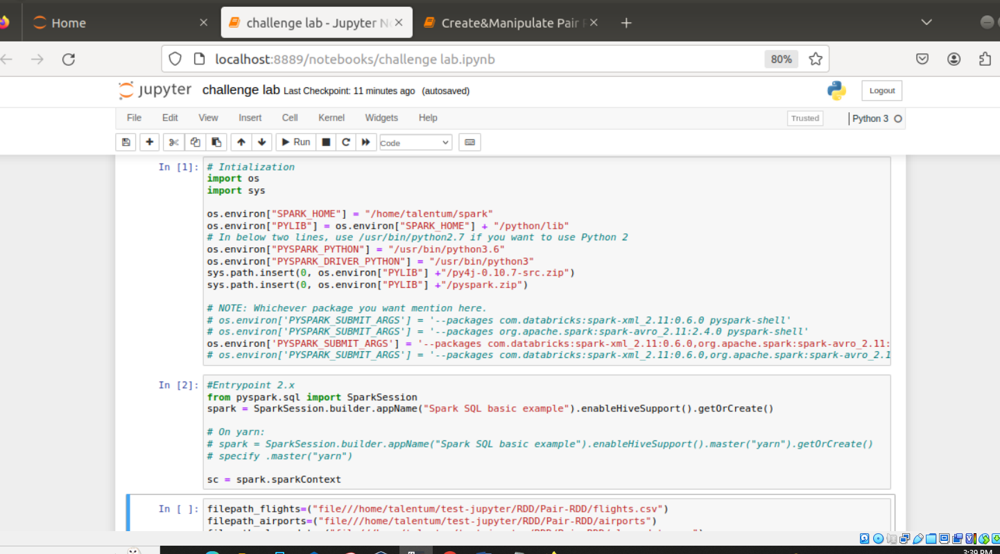 Home
challenge lab - Jupyter No
Create&Manipulate Pair R
localhost:8889/notebooks/challenge lab.ipynb
80%
jupyter challenge lab Last Checkpoint: 11 minutes ago (autosaved)
Logout
File Edit View Insert Cell Kernel Widgets Help
Trusted
Python 3
Run
Code
In [1]: # Intialization
import os
import sys
os.environ["SPARK_HOME"] = "/home/talentum/spark"
os.environ["PYLIB"] = os.environ["SPARK_HOME"] + "/python/lib"
# In below two lines, use /usr/bin/python2.7 if you want to use Python 2
os.environ["PYSPARK_PYTHON"] = "/usr/bin/python3.6"
os.environ["PYSPARK_DRIVER_PYTHON"] = "/usr/bin/python3"
sys.path.insert(0, os.environ["PYLIB"] +"/py4j-0.10.7-src.zip")
sys.path.insert(0, os.environ["PYLIB"] +"/pyspark.zip")
# NOTE: Whichever package you want mention here.
# os.environ['PYSPARK_SUBMIT_ARGS'] = '--packages com.databricks:spark-xml_2.11:0.6.0 pyspark-shell'
# os.environ['PYSPARK_SUBMIT_ARGS'] = '--packages org.apache.spark:spark-avro_2.11:2.4.0 pyspark-shell'
os.environ['PYSPARK_SUBMIT_ARGS'] = '--packages com.databricks:spark-xml_2.11:0.6.0,org.apache.spark:spark-avro_2.11:
# os.environ['PYSPARK_SUBMIT_ARGS'] = '--packages com.databricks:spark-xml_2.11:0.6.0,org.apache.spark:spark-avro_2.1
In [2]: #Entrypoint 2.x
from pyspark.sql import SparkSession
spark = SparkSession.builder.appName("Spark SQL basic example").enableHiveSupport().getOrCreate()
# On yarn:
# spark = SparkSession.builder.appName("Spark SQL basic example").enableHiveSupport().master("yarn").getOrCreate()
# specify .master("yarn")
sc = spark.sparkContext
In [ ]: filepath_flights=("file///home/talentum/test-jupyter/RDD/Pair-RDD/flights.csv")
filepath_airports=("file///home/talentum/test-jupyter/RDD/Pair-RDD/airports")
3:39 PM